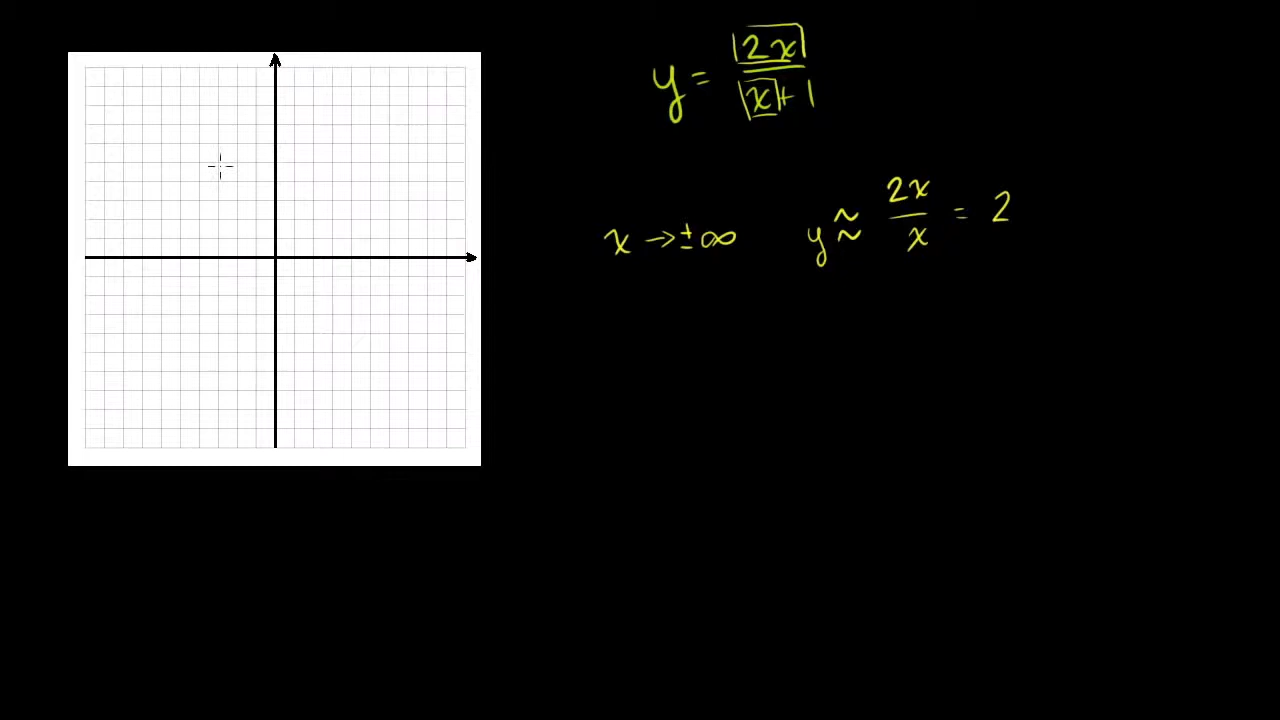 y = 2x / x + 1
x → ±∞ y ≈ 2x / x = 2